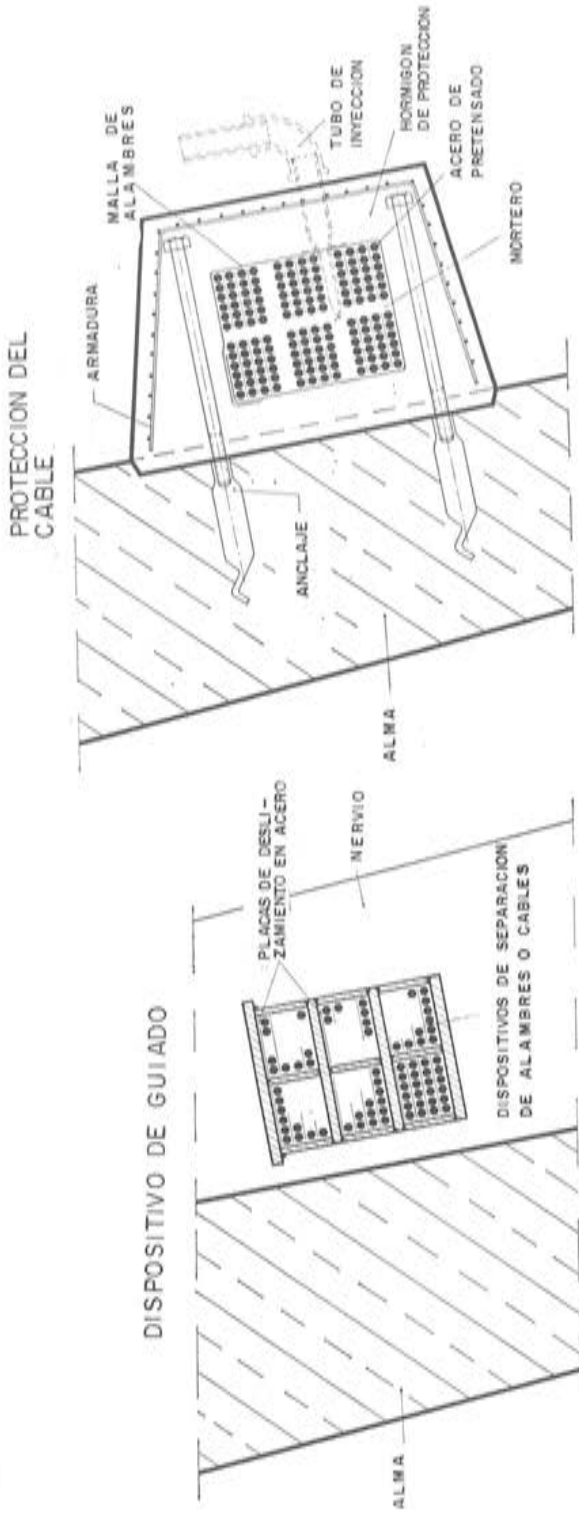 DISPOSITIVO DE GUIADO
PLACAS DE DESLI-
ZAMIENTO EN ACERO
NERVIO
DISPOSITIVOS DE SEPARACION
DE ALAMBRES O CABLES
ALMA
PROTECCION DEL
CABLE
ARMADURA
MALLA DE
ALAMBRES
TUBO DE
INYECCION
HORMIGON
DE PROTECCION
ACERO DE
PRETENSADO
MORTERO
ANCLAJE
ALMA